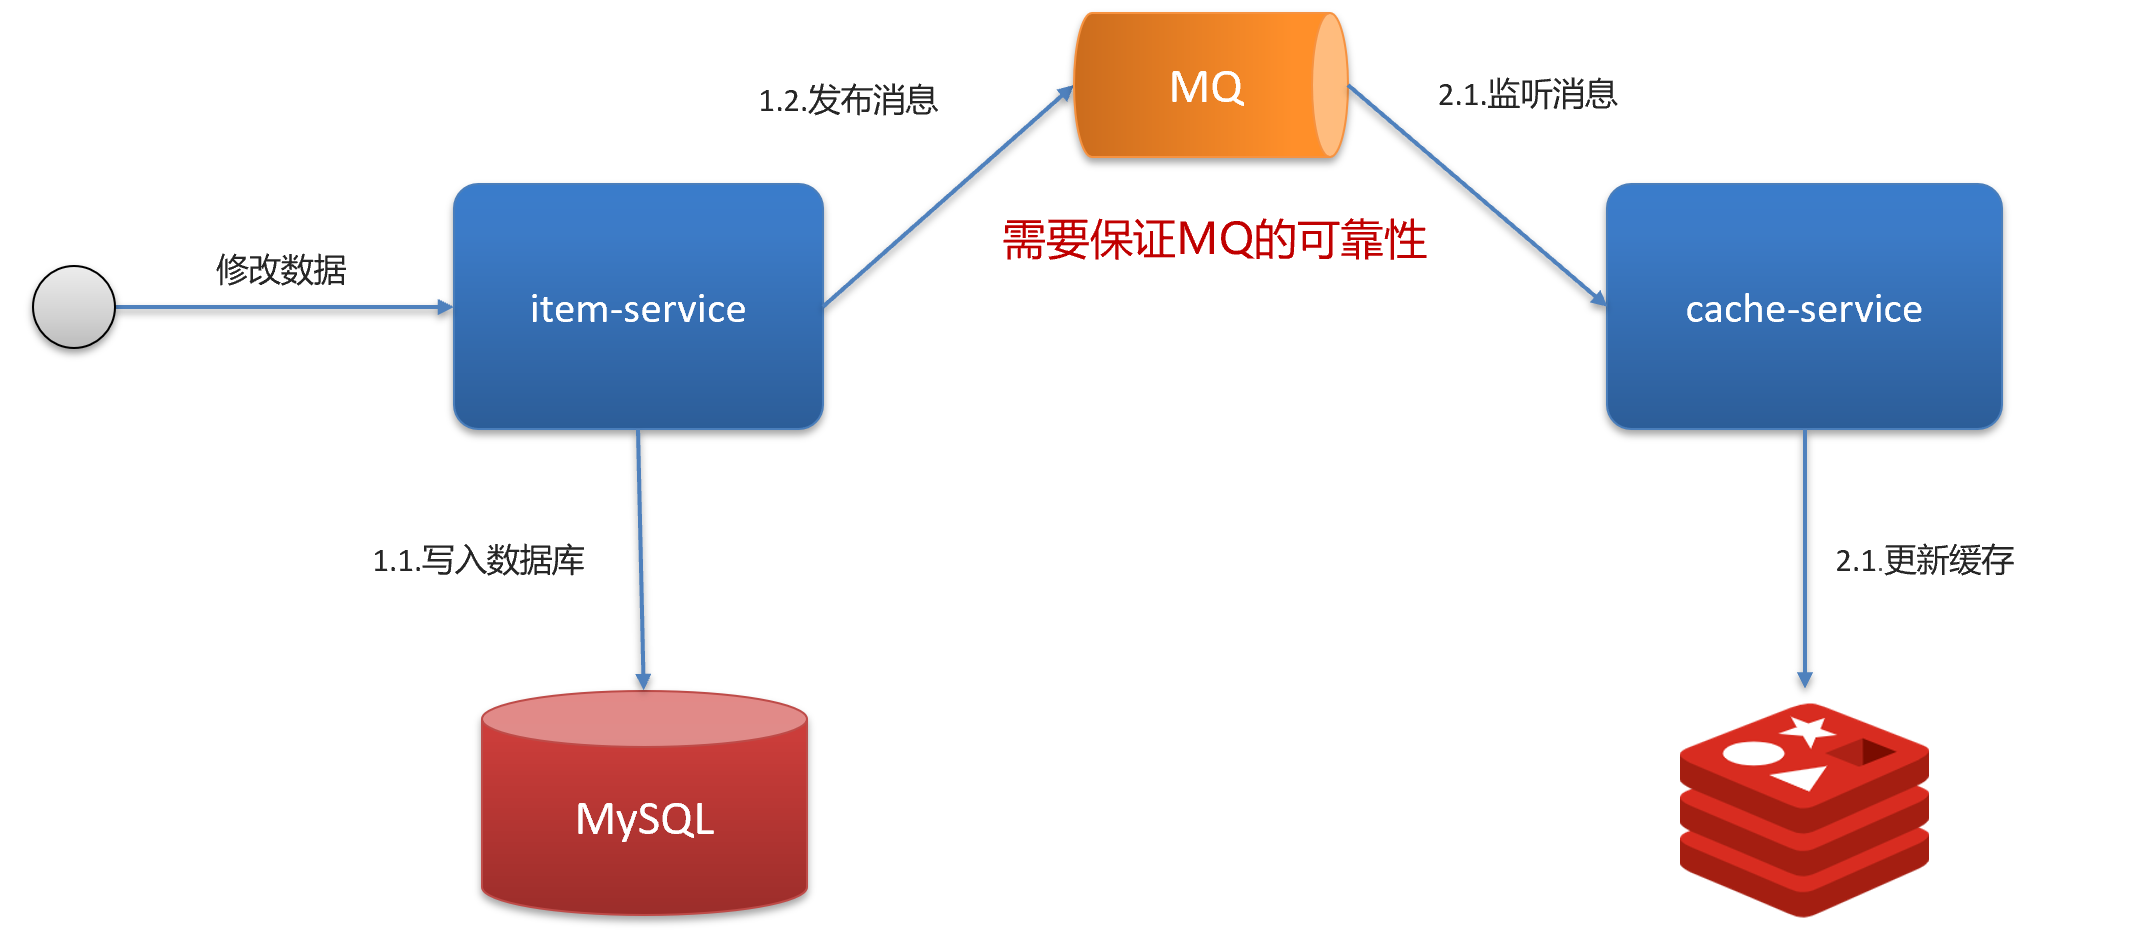 MQ
1.2.发布消息
2.1.监听消息
需要保证MQ的可靠性
修改数据
item-service
cache-service
1.1.写入数据库
2.1.更新缓存
MySQL